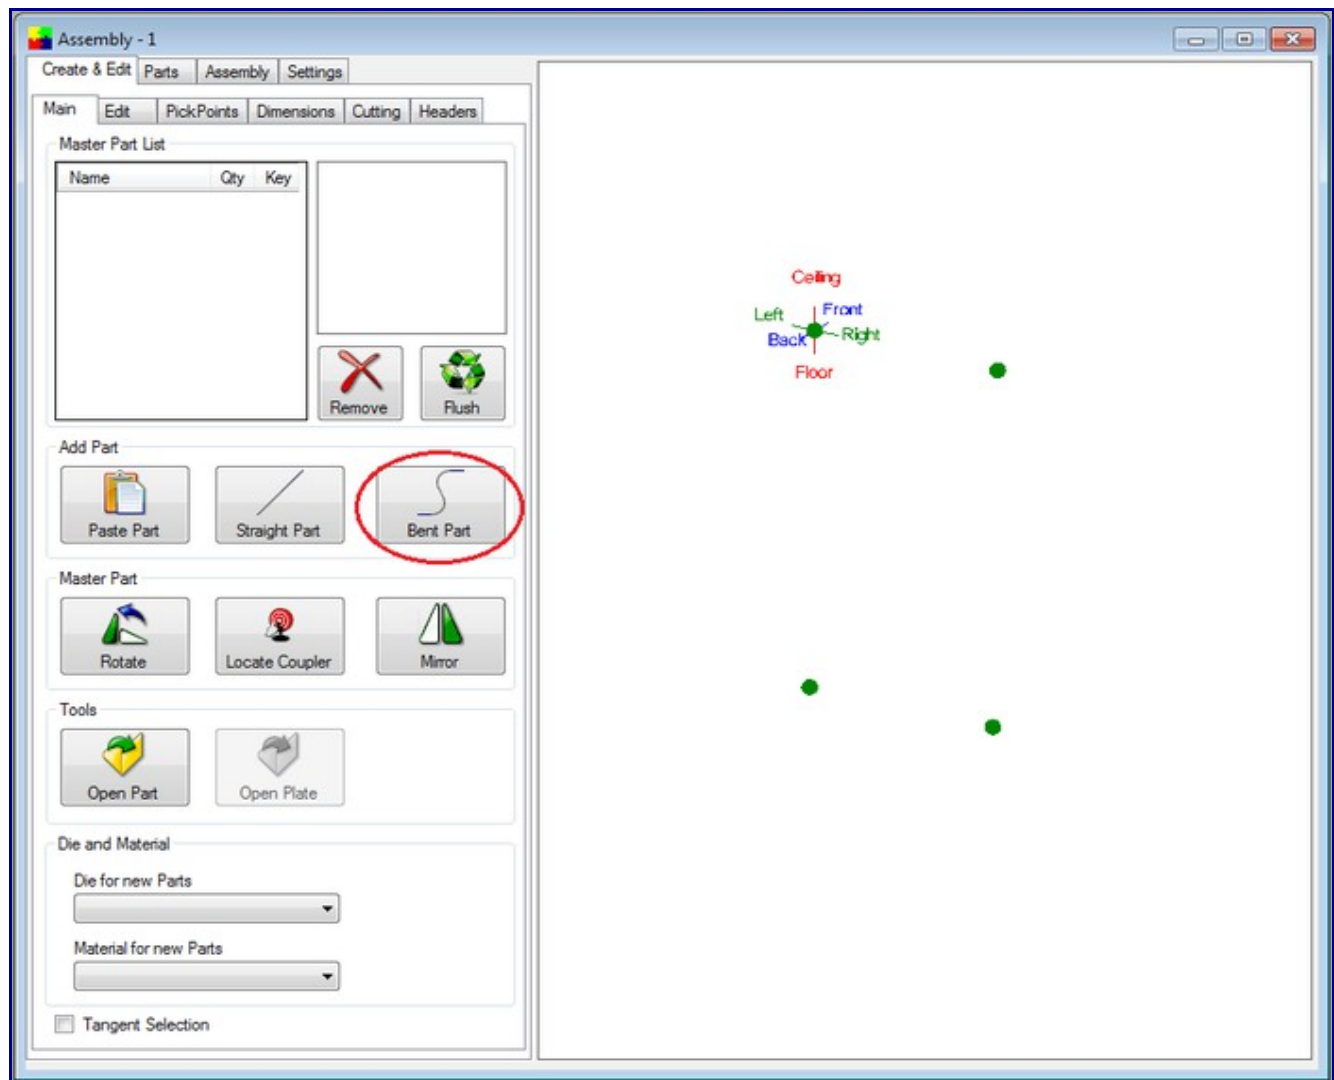 Assembly - 1
Create & Edit Parts Assembly Settings
Main Edit PickPoints Dimensions Cutting Headers
Master Part List
Name Qty Key
Remove Flush
Add Part
Paste Part Straight Part Bent Part
Master Part
Rotate Locate Coupler Mirror
Tools
Open Part Open Plate
Die and Material
Die for new Parts
Material for new Parts
Tangent Selection
Ceiling
Left Front
Back Right
Floor